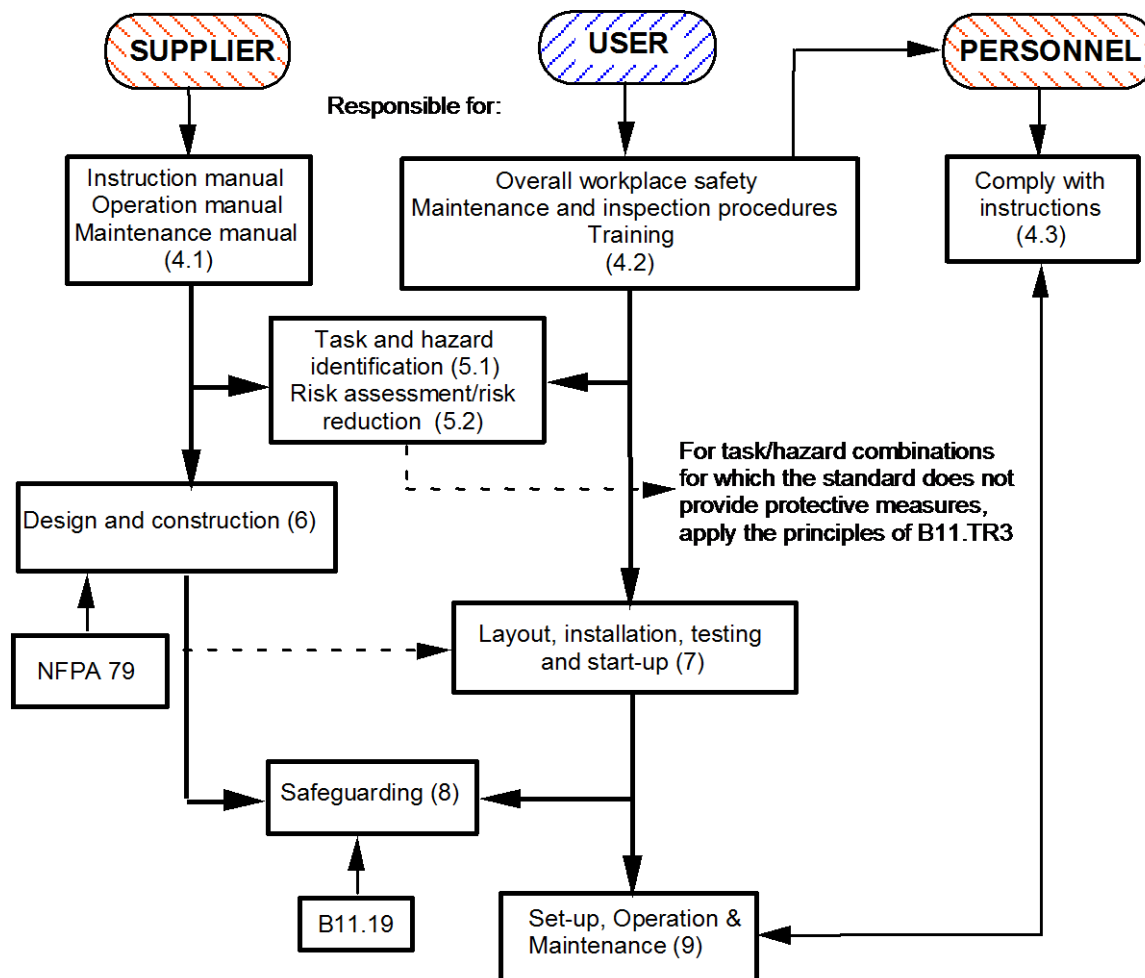 SUPPLIER
USER
PERSONNEL
Responsible for:
Instruction manual
Operation manual
Maintenance manual
(4.1)
Overall workplace safety
Maintenance and inspection procedures
Training
(4.2)
Comply with
instructions
(4.3)
Task and hazard
identification (5.1)
Risk assessment/risk
reduction (5.2)
For task/hazard combinations
for which the standard does not
provide protective measures,
apply the principles of B11.TR3
Design and construction (6)
NFPA 79
Layout, installation, testing
and start-up (7)
Safeguarding (8)
B11.19
Set-up, Operation &
Maintenance (9)